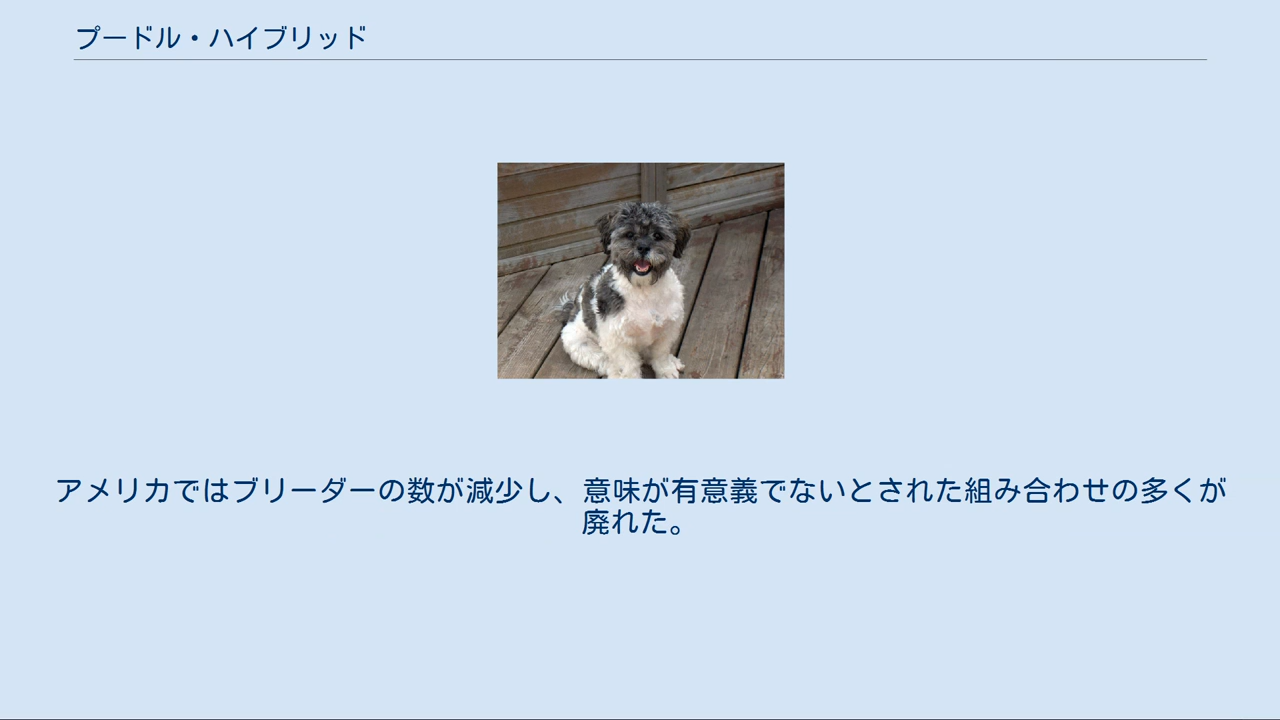 プードル・ハイブリッド
アメリカではブリーダーの数が減少し、意味が有意義でないとされた組み合わせの多くが
廃れた。